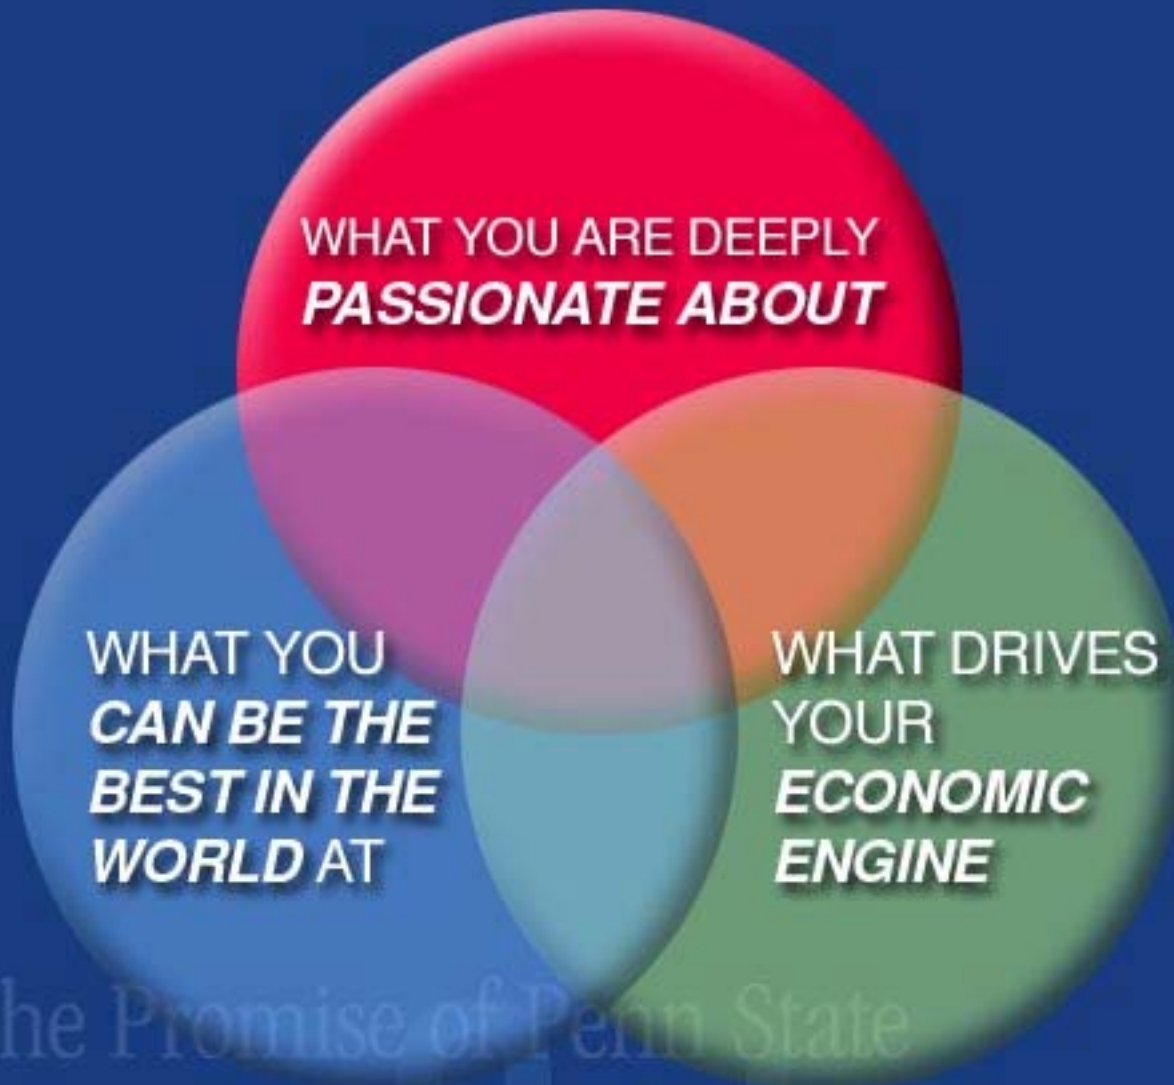 WHAT YOU ARE DEEPLY
PASSIONATE ABOUT
WHAT YOU
CAN BE THE
BEST IN THE
WORLD AT
WHAT DRIVES
YOUR
ECONOMIC
ENGINE
he Promise of Penn State